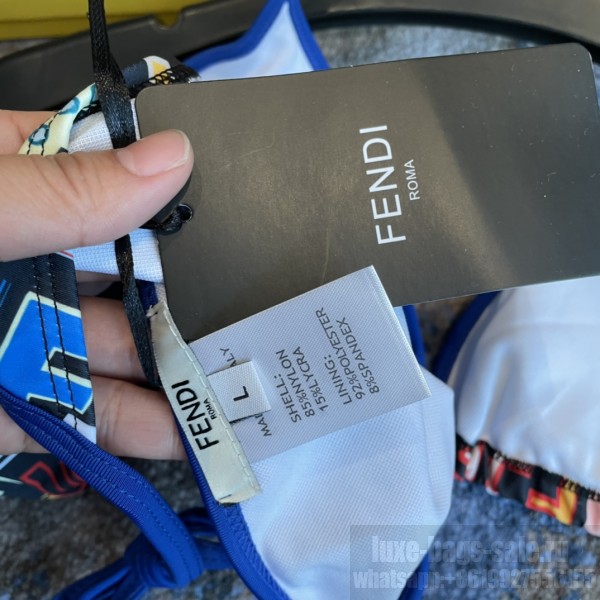 FENDI
ROMA
SHELL:
85%NYLON
15%LYCRA
LINING:
92%POLYESTER
8%SPANDEX
L
FENDI
ROMA